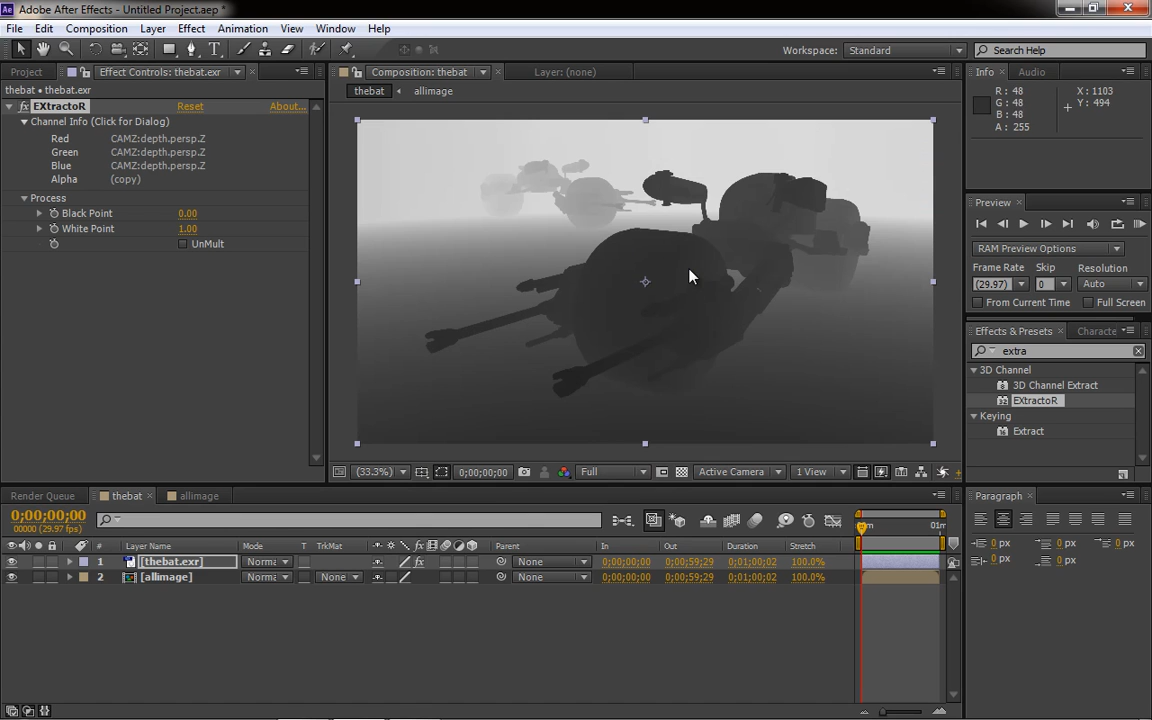 Adobe After Effects - Untitled Project.aep *
File Edit Composition Layer Effect Animation View Window Help
Workspace: Standard Search Help
Project Effect Controls: thebat.exr Composition: thebat Layer: (none) Info Audio
thebat • thebat.exr
thebat allimage
R : 48 X : 1103
G : 48 Y : 494
B : 48
A : 255
fx EXtractoR Reset About...
Channel Info (Click for Dialog)
Red CAMZ:depth.persp.Z
Green CAMZ:depth.persp.Z
Blue CAMZ:depth.persp.Z
Alpha (copy)
Process
Black Point 0.00
White Point 1.00
UnMult
Preview
RAM Preview Options
Frame Rate Skip Resolution
(29.97) 0 Auto
From Current Time Full Screen
Effects & Presets Characte
extra
3D Channel
3D Channel Extract
EXtractoR
Keying
Extract
(33.3%) 0;00;00;00 Full Active Camera 1 View
Render Queue thebat allimage
0;00;00;00
00000 (29.97 fps)
01m
# Layer Name Mode T TrkMat fx Parent In Out Duration Stretch
1 [thebat.exr] Norma fx None 0;00;00;00 0;00;59;29 0;01;00;02 100.0%
2 [allimage] Norma None None 0;00;00;00 0;00;59;29 0;01;00;02 100.0%
Paragraph
0 px 0 px 0 px
0 px 0 px